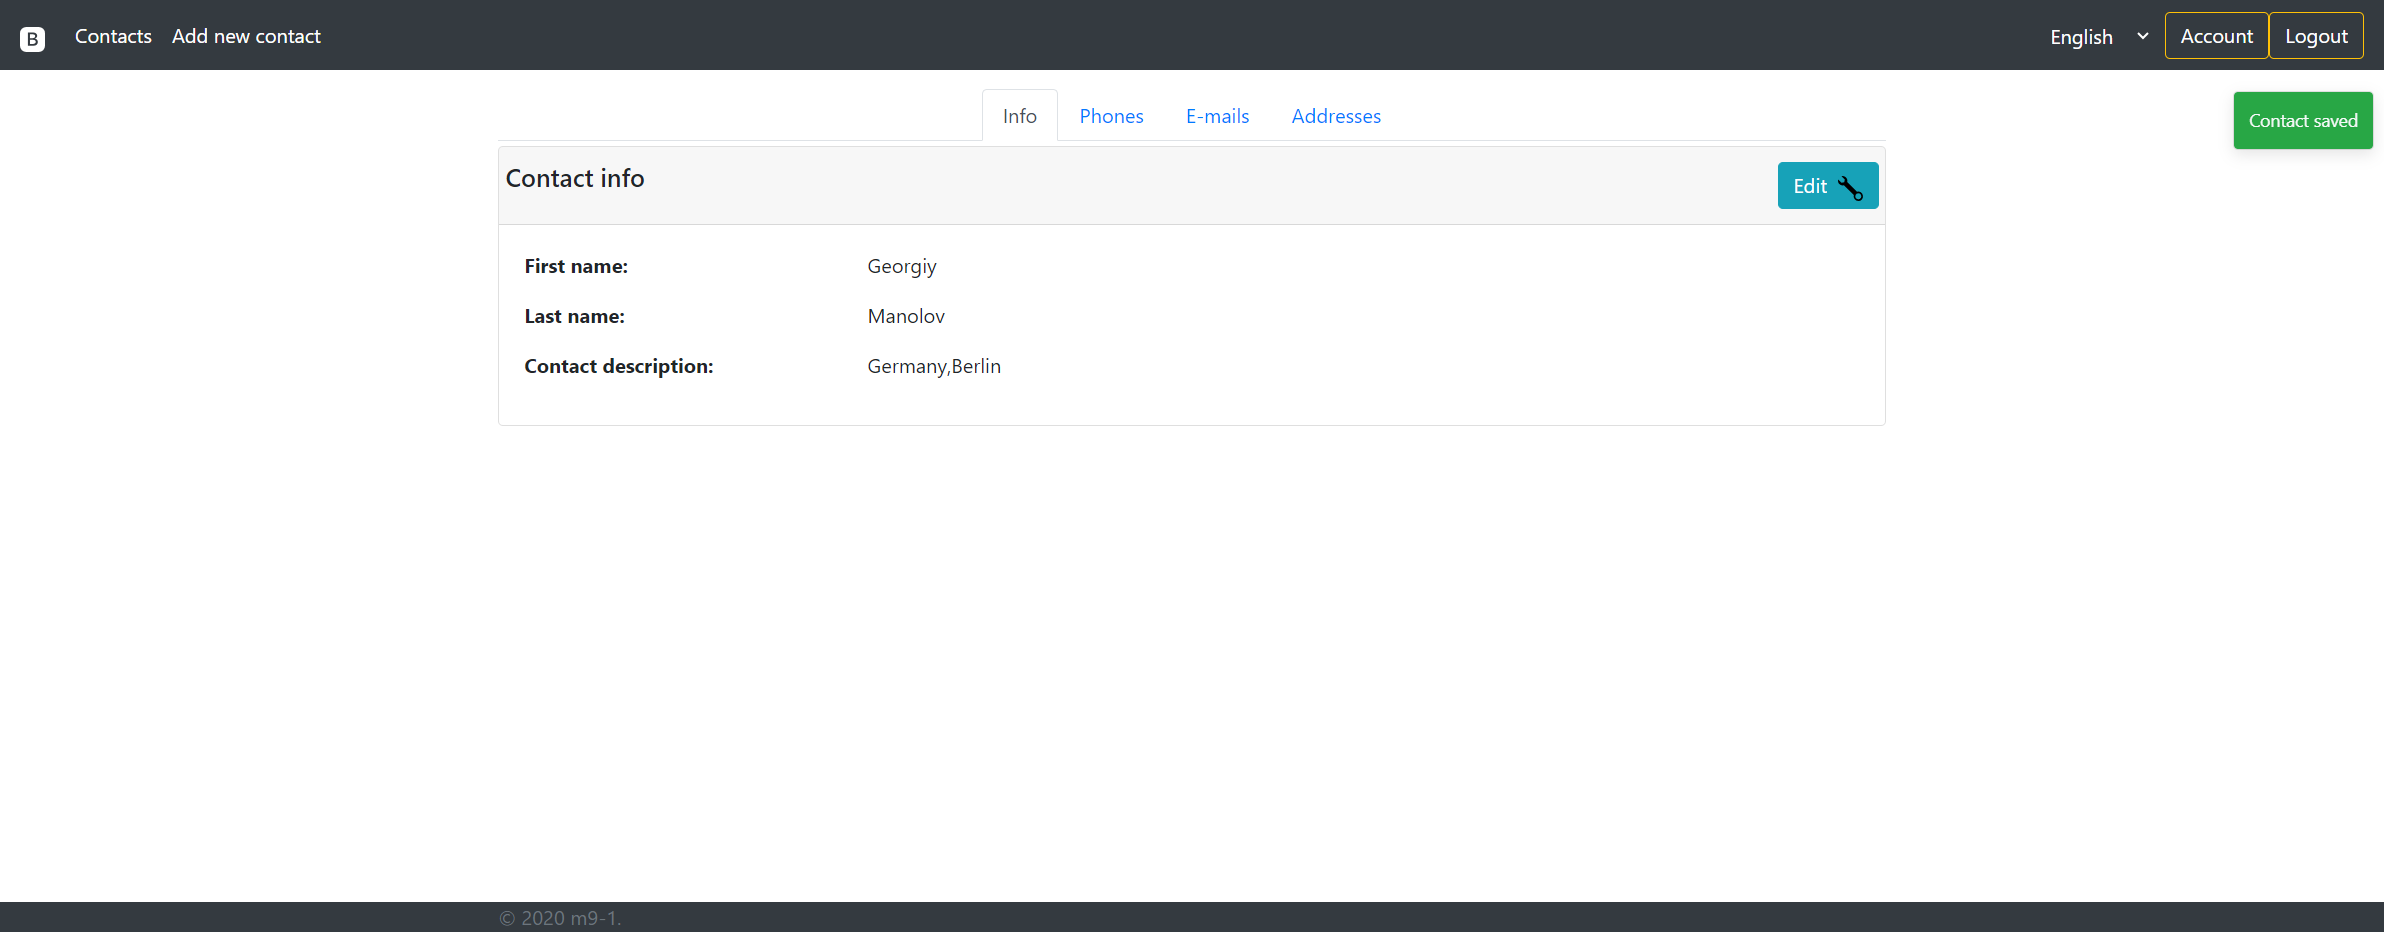 B Contacts Add new contact English Account Logout
Info Phones E-mails Addresses
Contact saved
Contact info Edit
First name: Georgiy
Last name: Manolov
Contact description: Germany,Berlin
© 2020 m9-1.